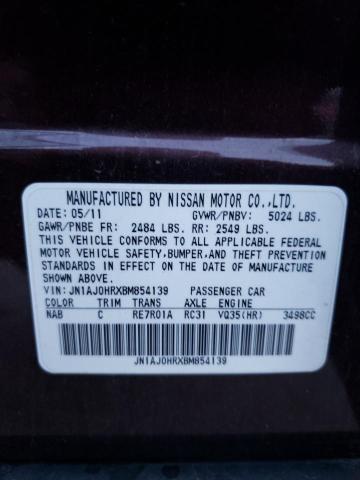 MANUFACTURED BY NISSAN MOTOR CO.,LTD.
DATE: 05/11 GVWR/PNBV: 5024 LBS.
GAWR/PNBE FR: 2484 LBS. RR: 2549 LBS.
THIS VEHICLE CONFORMS TO ALL APPLICABLE FEDERAL
MOTOR VEHICLE SAFETY,BUMPER,AND THEFT PREVENTION
STANDARDS IN EFFECT ON THE DATE OF MANUFACTURE
SHOWN ABOVE.
VIN: JN1AJ0HRXBM854139 PASSENGER CAR
COLOR TRIM TRANS AXLE ENGINE
NAB C RE7R01A RC31 VQ35(HR) 3498CC
JN1AJ0HRXBM854139